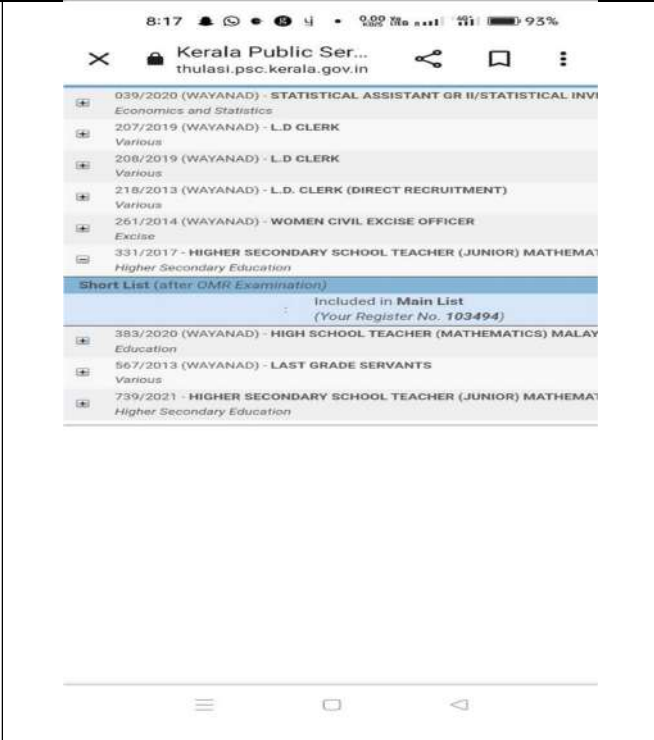 8:17 93%
Kerala Public Ser...
thulasi.psc.kerala.gov.in
039/2020 (WAYANAD) - STATISTICAL ASSISTANT GR II/STATISTICAL INVE
Economics and Statistics
207/2019 (WAYANAD) - L.D CLERK
Various
208/2019 (WAYANAD) - L.D CLERK
Various
218/2013 (WAYANAD) - L.D. CLERK (DIRECT RECRUITMENT)
Various
261/2014 (WAYANAD) - WOMEN CIVIL EXCISE OFFICER
Excise
331/2017 - HIGHER SECONDARY SCHOOL TEACHER (JUNIOR) MATHEMAT
Higher Secondary Education
Short List (after OMR Examination)
: Included in Main List
(Your Register No. 103494)
383/2020 (WAYANAD) - HIGH SCHOOL TEACHER (MATHEMATICS) MALAY
Education
567/2013 (WAYANAD) - LAST GRADE SERVANTS
Various
739/2021 - HIGHER SECONDARY SCHOOL TEACHER (JUNIOR) MATHEMAT
Higher Secondary Education